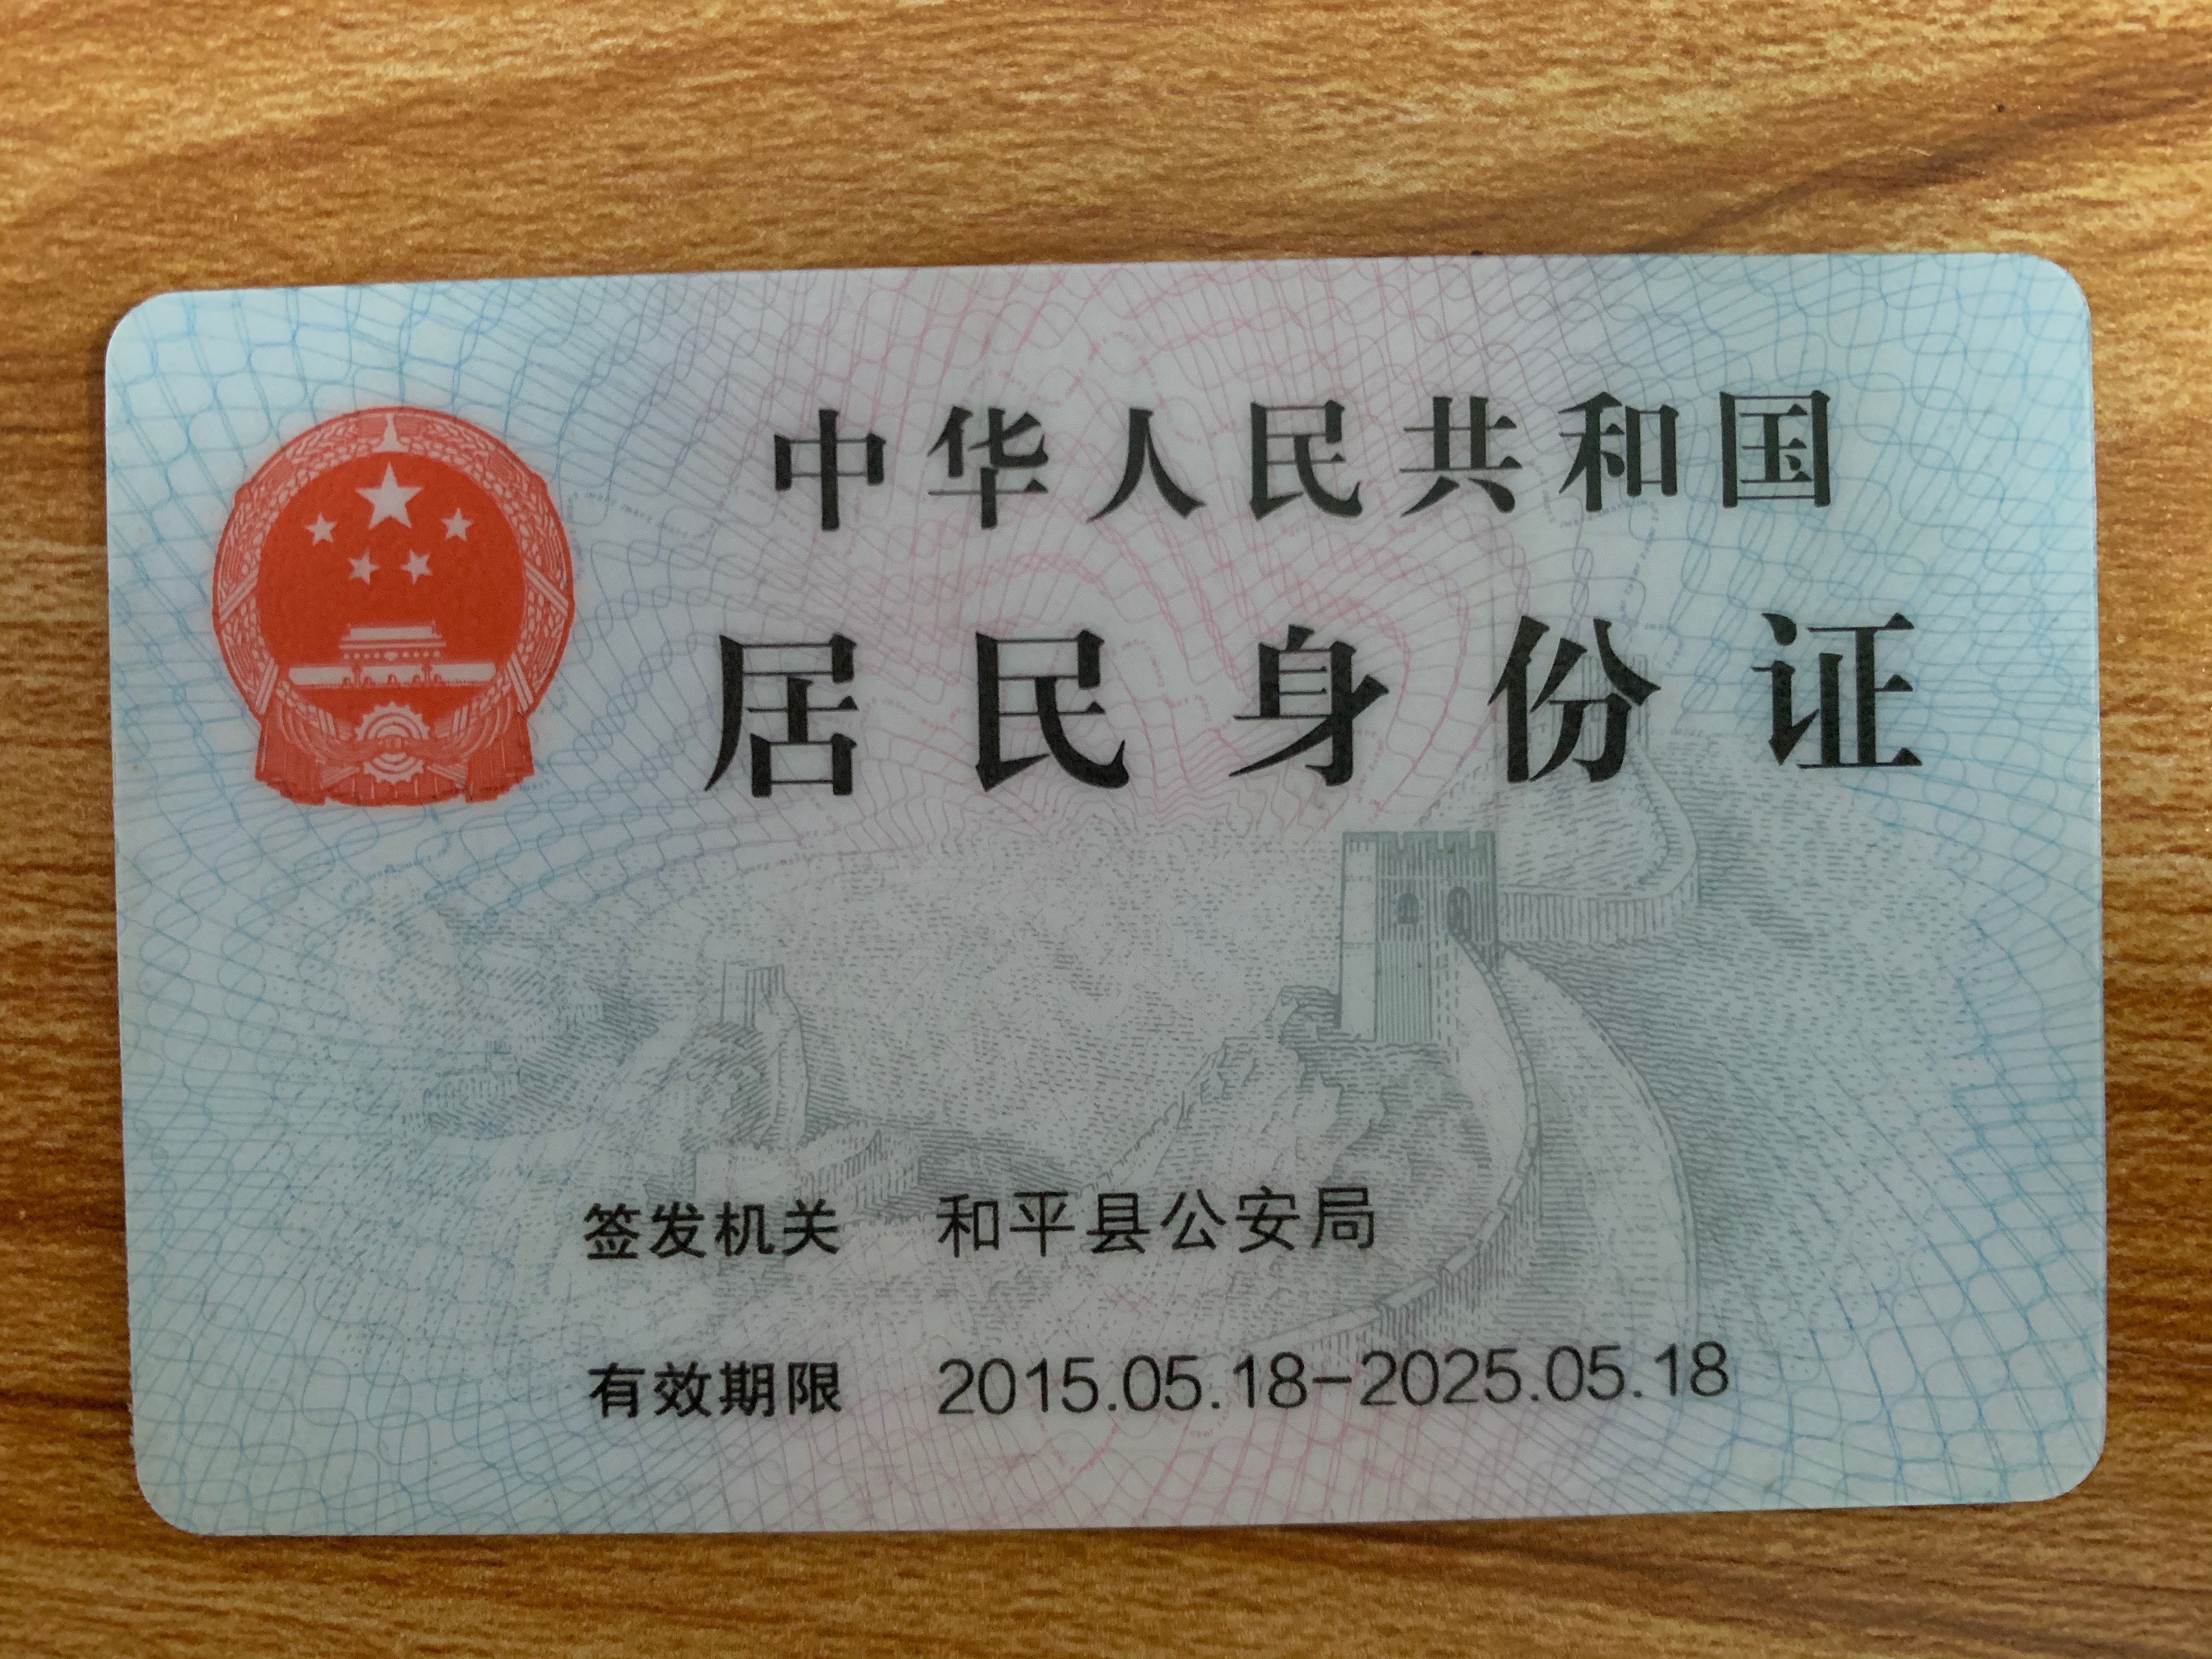 中华人民共和国
居民身份证
签发机关 和平县公安局
有效期限 2015.05.18-2025.05.18